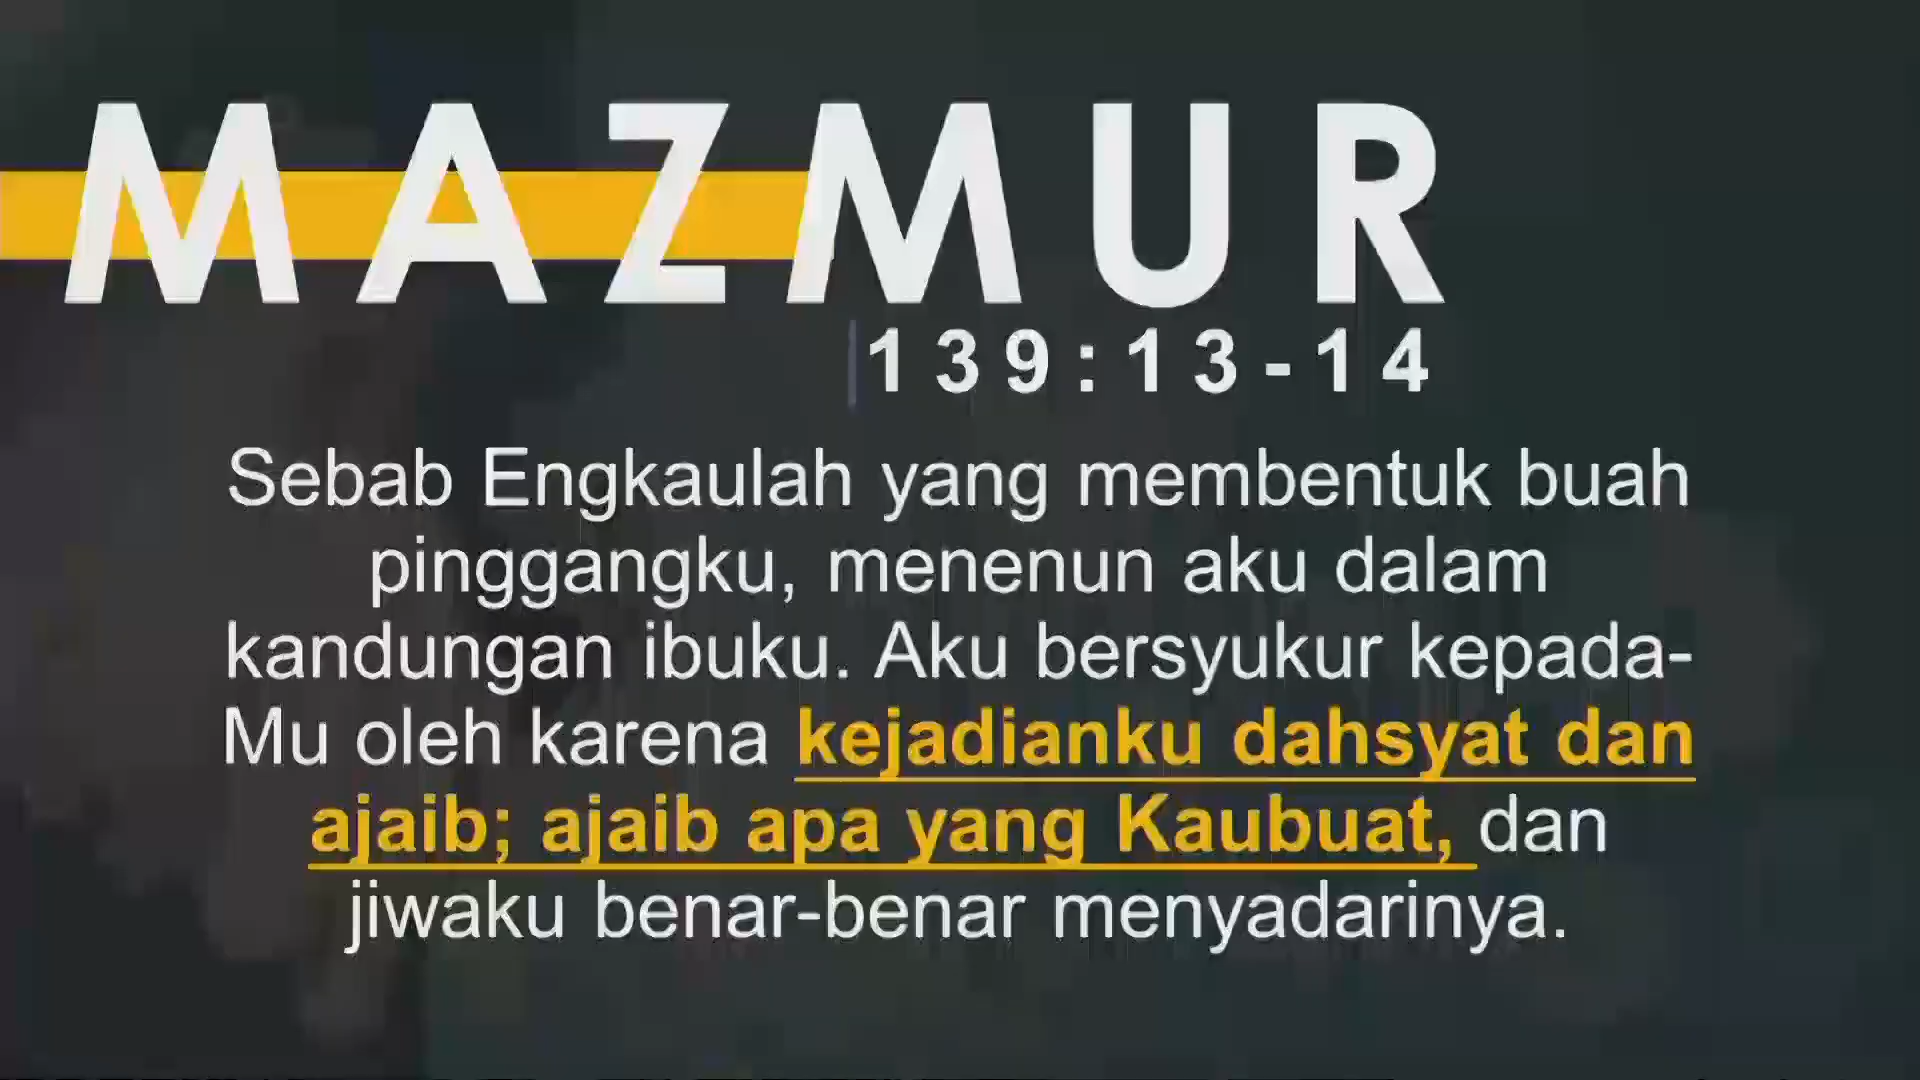 MAZMUR
139:13-14
Sebab Engkaulah yang membentuk buah
pinggangku, menenun aku dalam
kandungan ibuku. Aku bersyukur kepada-
Mu oleh karena kejadianku dahsyat dan
ajaib; ajaib apa yang Kaubuat, dan
jiwaku benar-benar menyadarinya.